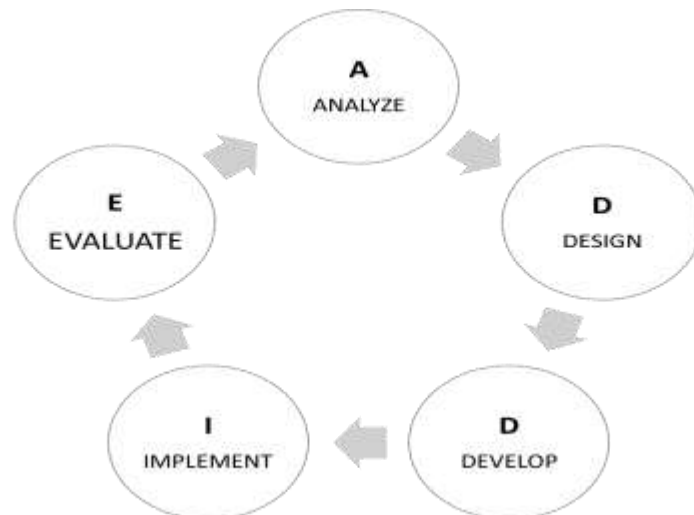 A
ANALYZE
D
DESIGN
D
DEVELOP
I
IMPLEMENT
E
EVALUATE